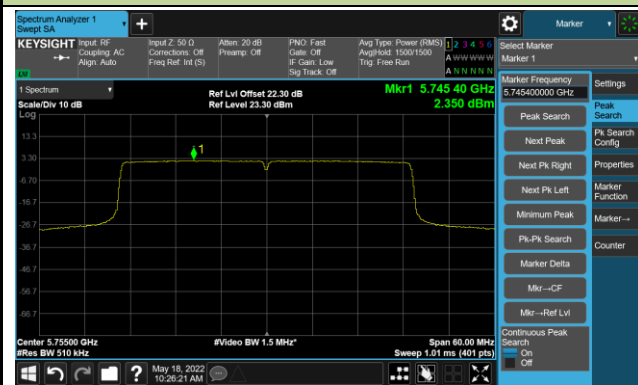 Spectrum Analyzer 1
Swept SA
Marker
KEYSIGHT
Input: RF
Coupling: AC
Align: Auto
Input Z: 50 Ω
Corrections: Off
Freq Ref: Int (S)
Atten: 20 dB
Preamp: Off
PNO: Fast
Gate: Off
IF Gain: Low
Sig Track: Off
Avg Type: Power (RMS)
Avg|Hold: 1500/1500
Trig: Free Run
1 2 3 4 5 6
A W W W W W
A N N N N N
Select Marker
Marker 1
1 Spectrum
Scale/Div 10 dB
Log
Ref Lvl Offset 22.30 dB
Ref Level 23.30 dBm
Mkr1 5.745 40 GHz
2.350 dBm
13.3
3.30
-6.70
-16.7
-26.7
-36.7
-46.7
-56.7
-66.7
1
Center 5.75500 GHz
#Res BW 510 kHz
#Video BW 1.5 MHz*
Span 60.00 MHz
Sweep 1.01 ms (401 pts)
Marker Frequency
5.745400000 GHz
Peak Search
Next Peak
Next Pk Right
Next Pk Left
Minimum Peak
Pk-Pk Search
Marker Delta
Mkr→CF
Mkr→Ref Lvl
Continuous Peak
Search
On
Off
Settings
Peak
Search
Pk Search
Config
Properties
Marker
Function
Marker→
Counter
May 18, 2022
10:26:21 AM